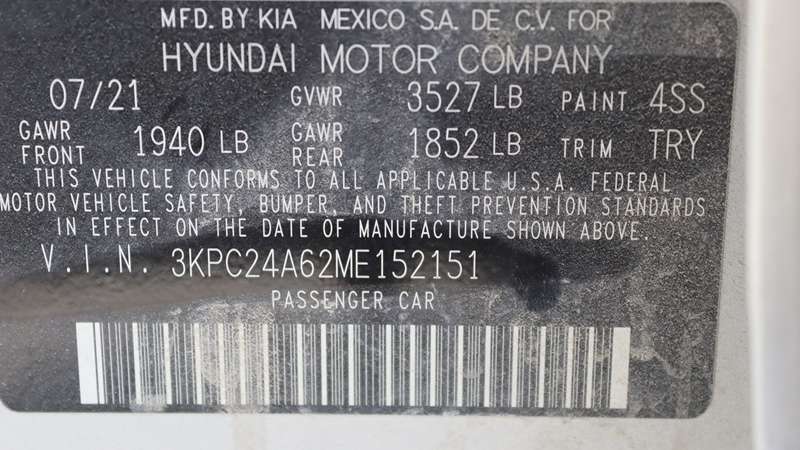 MFD. BY KIA MEXICO S.A. DE C.V. FOR
HYUNDAI MOTOR COMPANY
07/21 GVWR 3527 LB PAINT 4SS
GAWR FRONT 1940 LB GAWR REAR 1852 LB TRIM TRY
THIS VEHICLE CONFORMS TO ALL APPLICABLE U.S.A. FEDERAL
MOTOR VEHICLE SAFETY, BUMPER, AND THEFT PREVENTION STANDARDS
IN EFFECT ON THE DATE OF MANUFACTURE SHOWN ABOVE.
V.I.N. 3KPC24A62ME152151
PASSENGER CAR